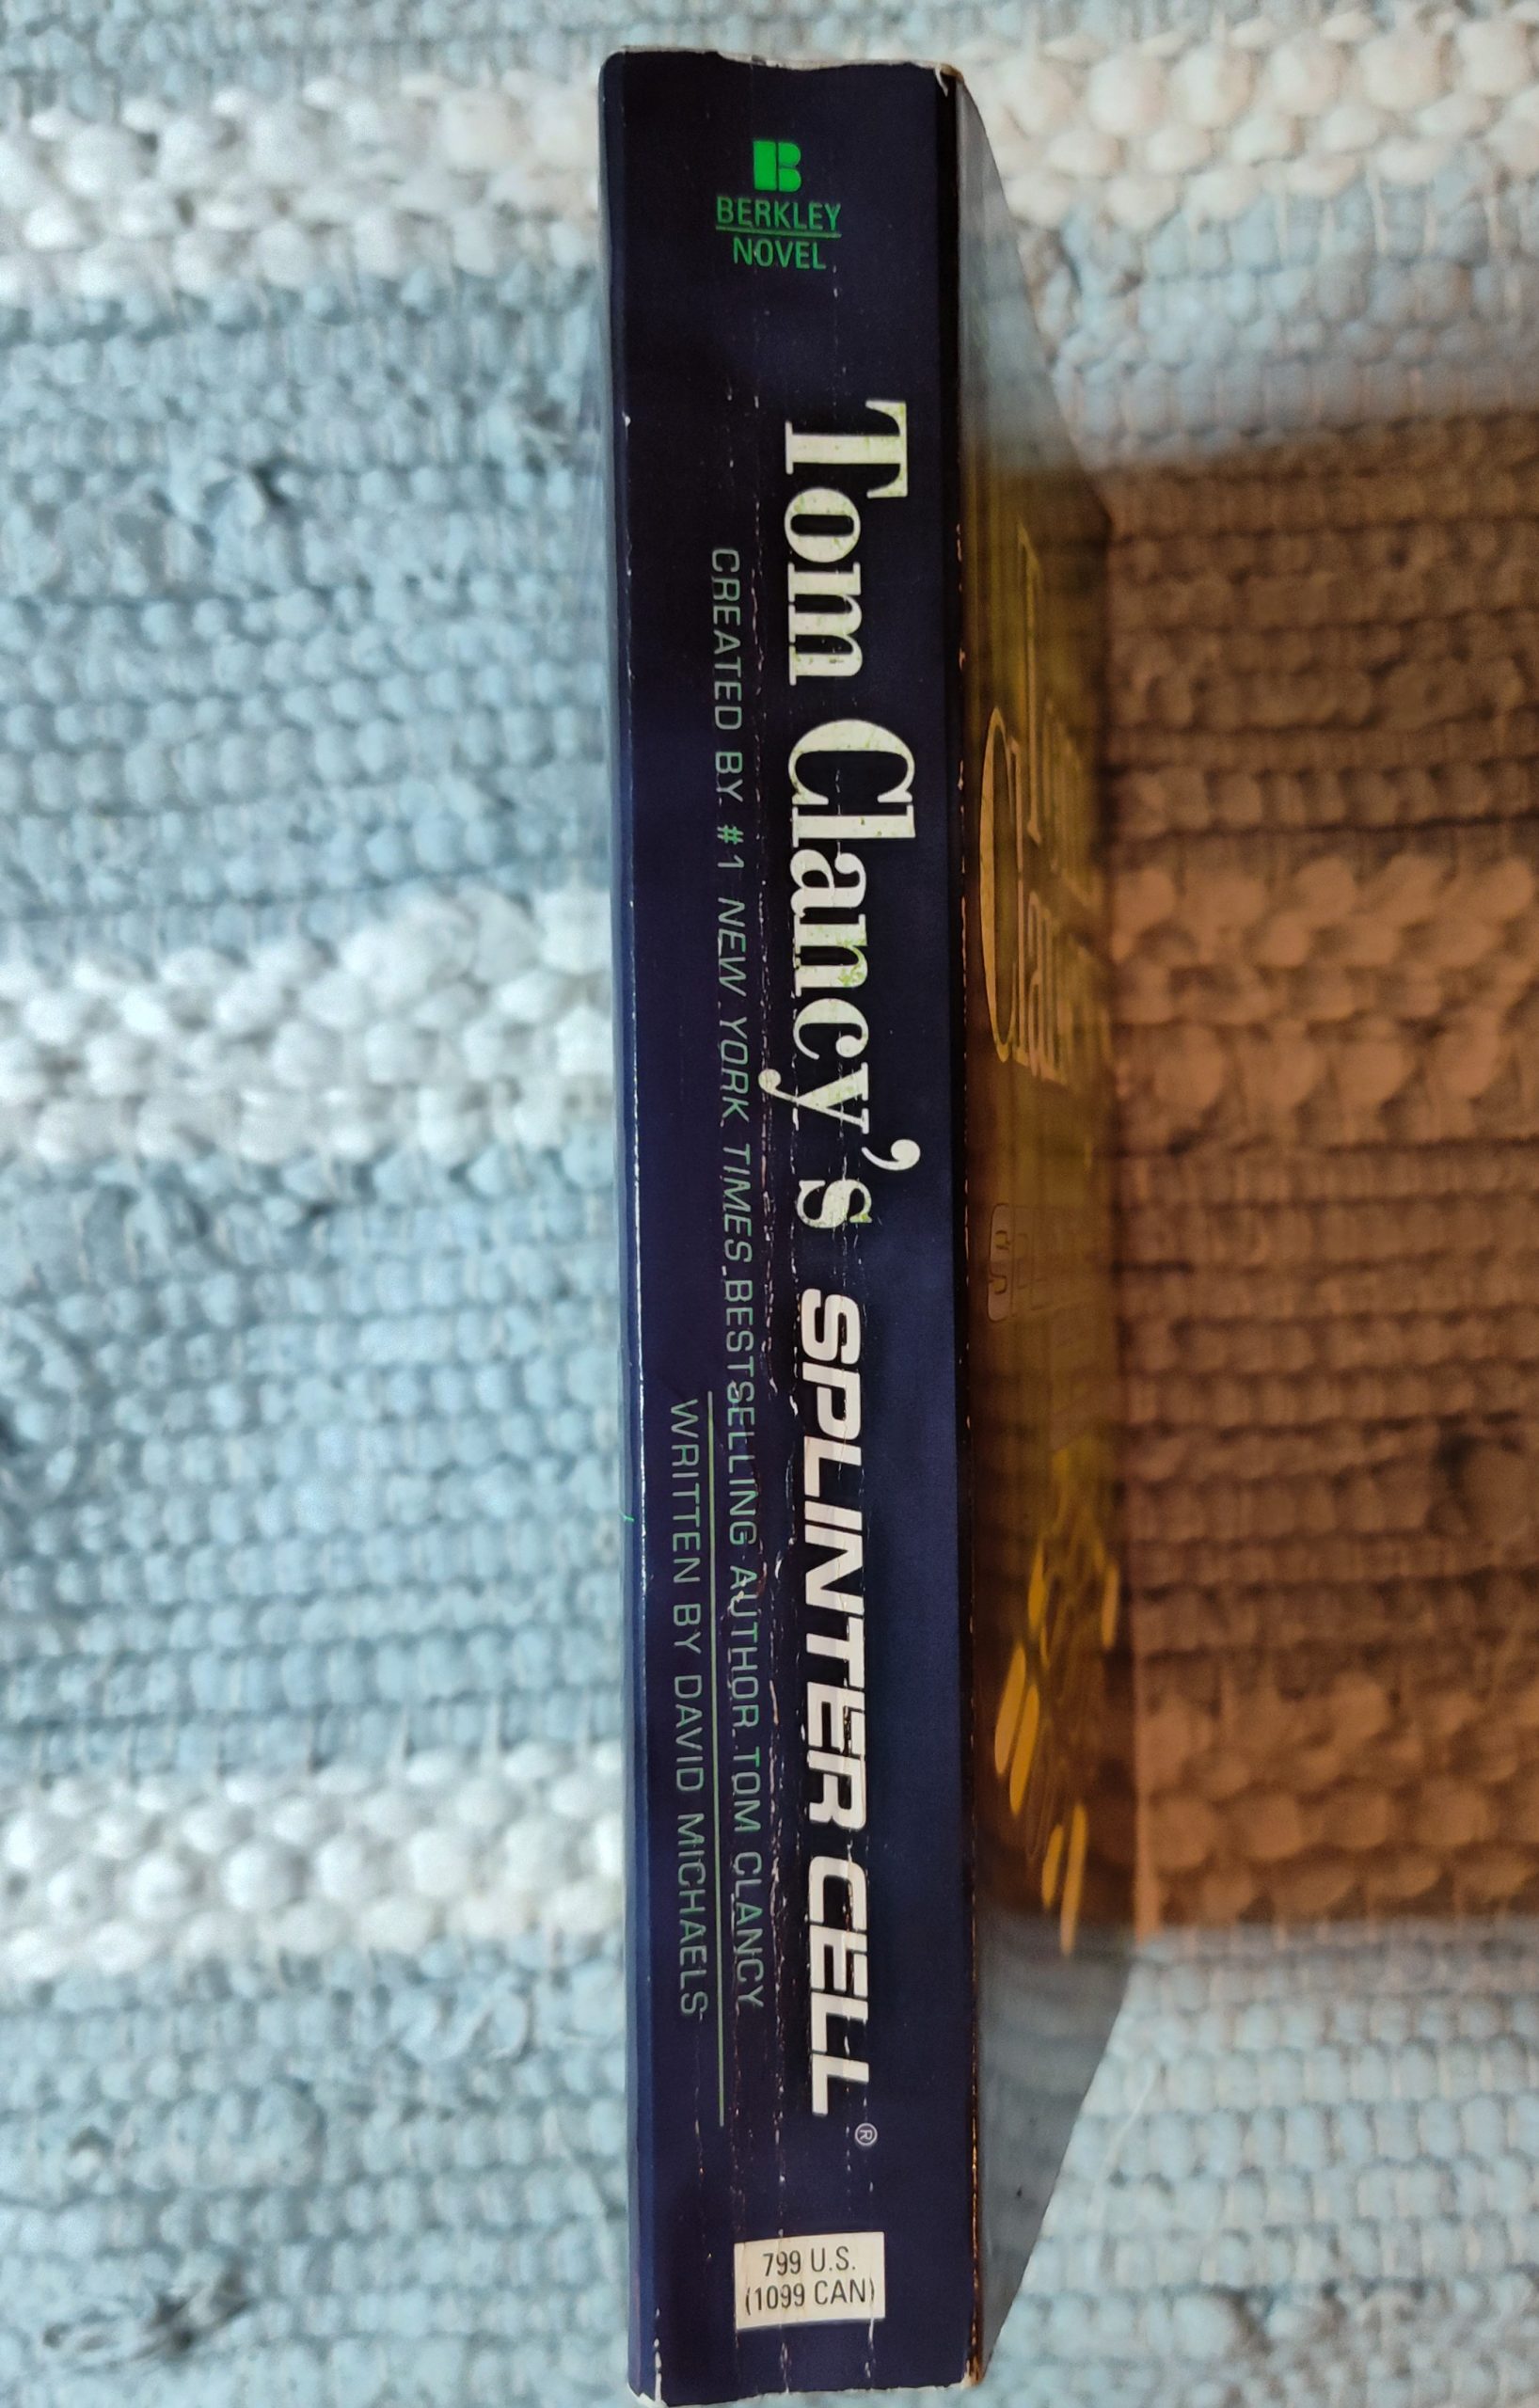 B
BERKLEY
NOVEL
Tom Clancy's SPLINTER CELL®
CREATED BY #1 NEW YORK TIMES BESTSELLING AUTHOR TOM CLANCY
WRITTEN BY DAVID MICHAELS
799 U.S.
(1099 CAN)